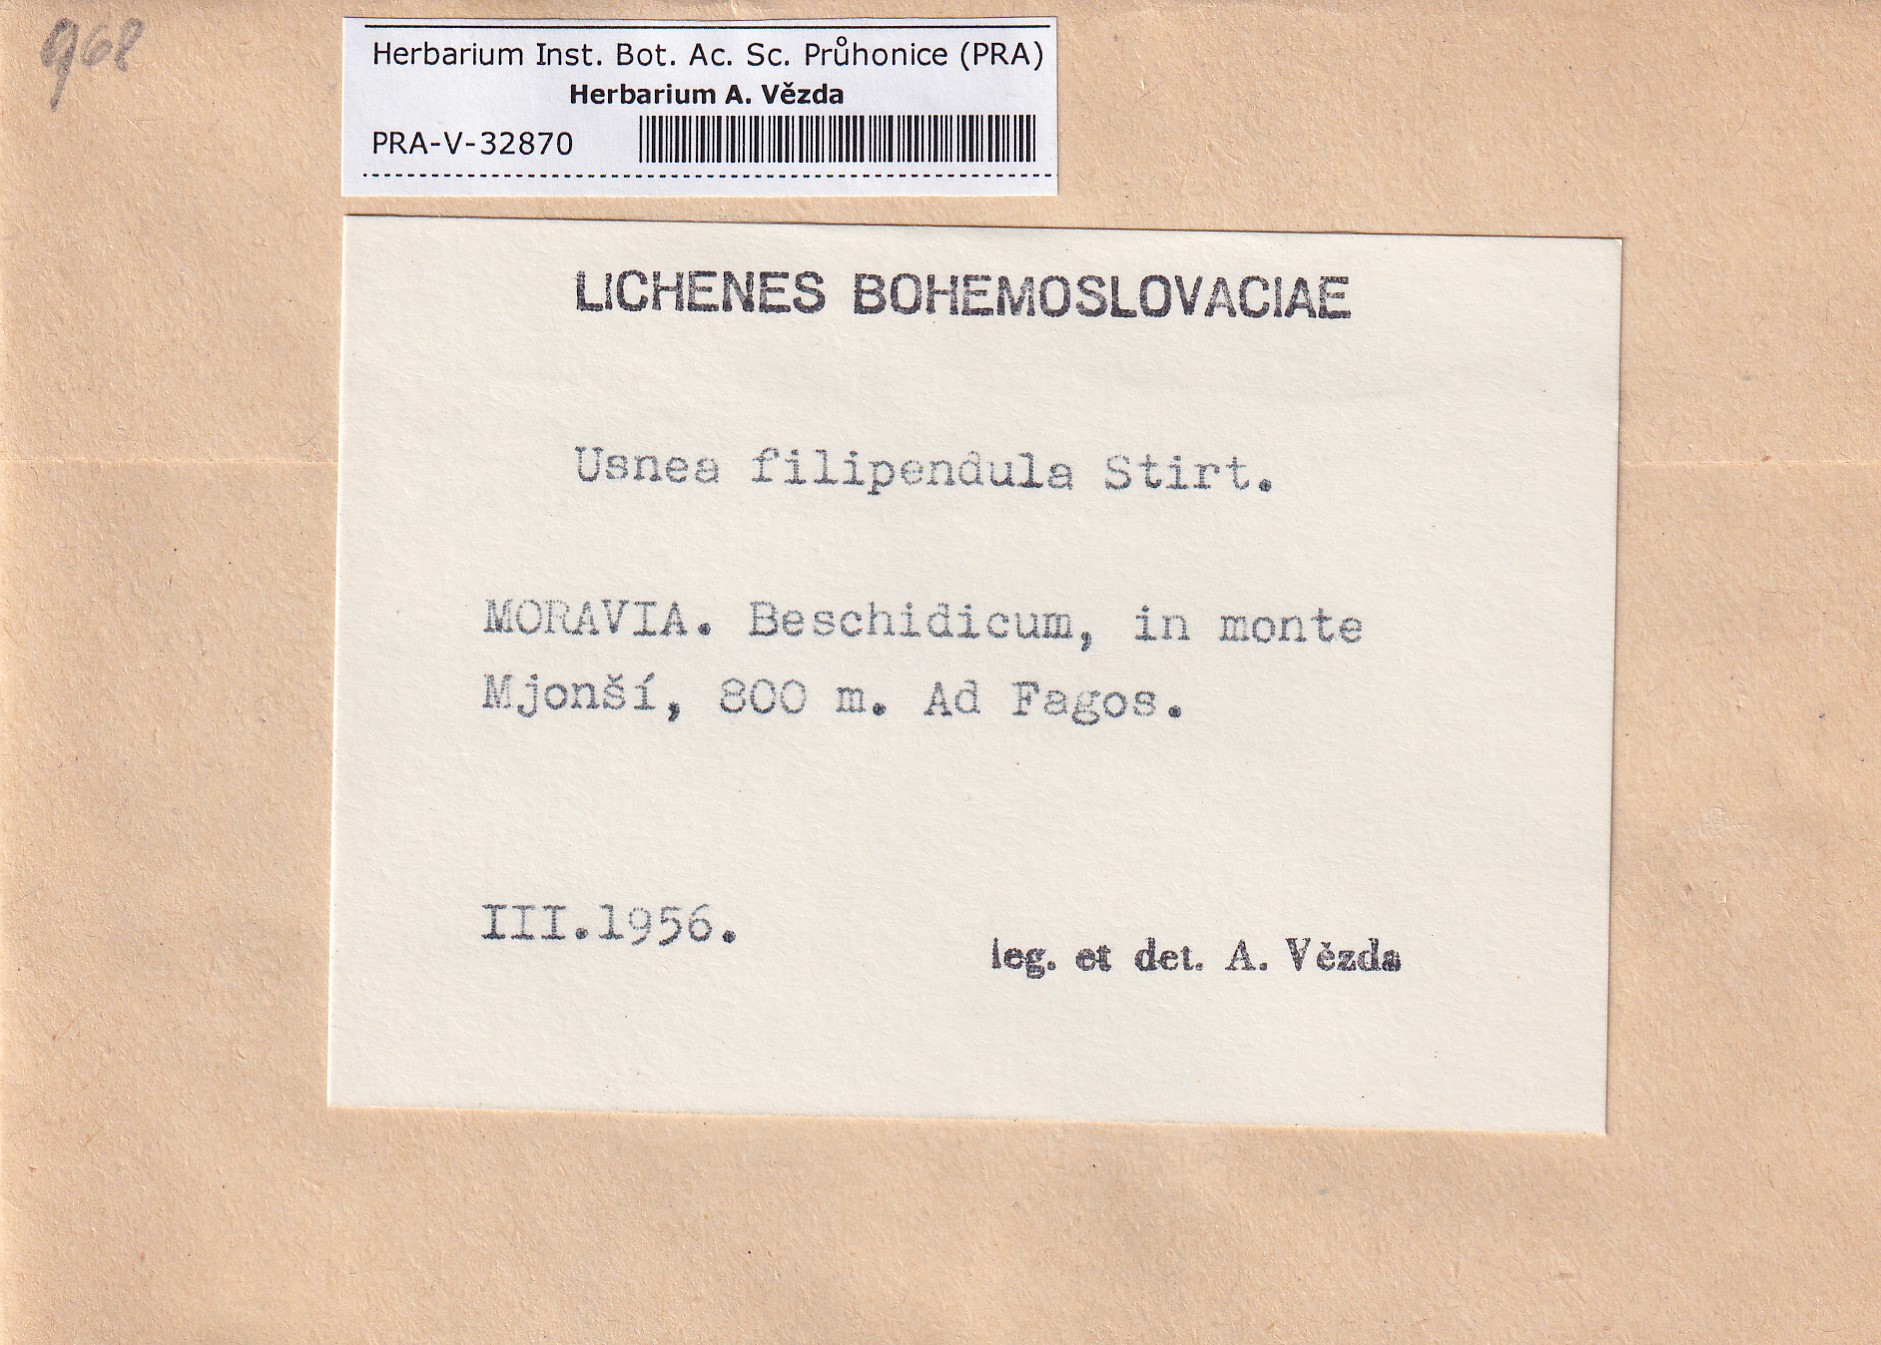 968
Herbarium Inst. Bot. Ac. Sc. Průhonice (PRA)
Herbarium A. Vězda
PRA-V-32870
LICHENES BOHEMOSLOVACIAE
Usnea filipendula Stirt.
MORAVIA. Beschidicum, in monte
Mjonší, 800 m. Ad Fagos.
III.1956.
leg. et det. A. Vězda